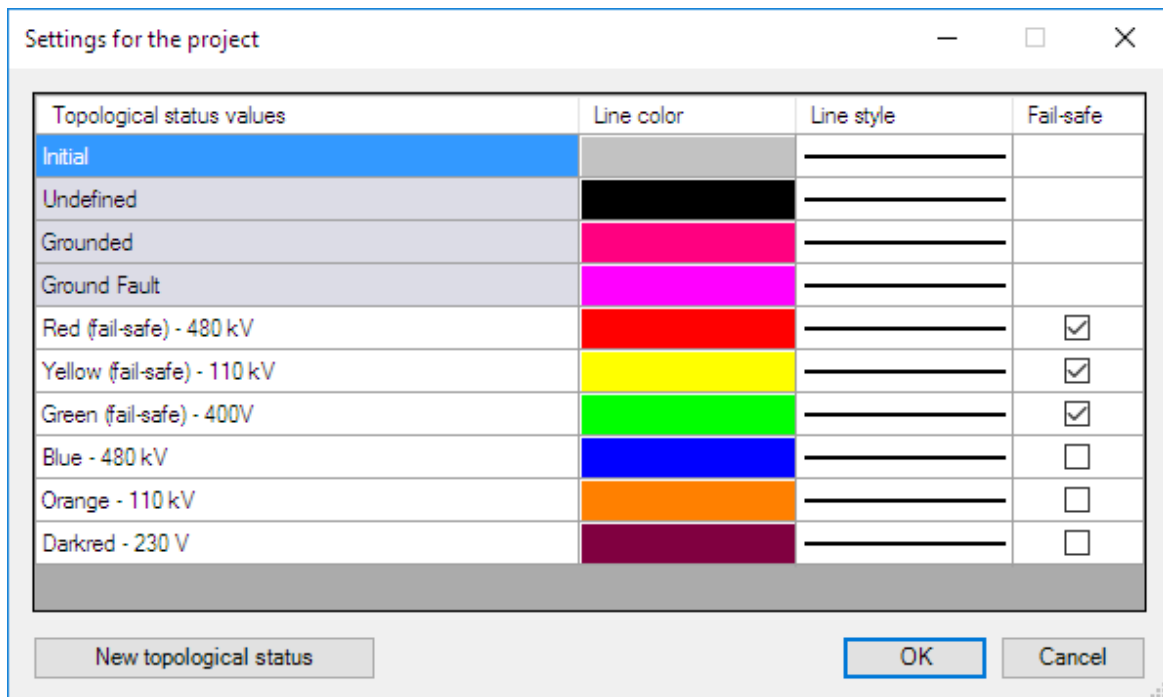 Settings for the project
Topological status values Line color Line style Fail-safe
Initial
Undefined
Grounded
Ground Fault
Red (fail-safe) - 480 kV
Yellow (fail-safe) - 110 kV
Green (fail-safe) - 400V
Blue - 480 kV
Orange - 110 kV
Darkred - 230 V
New topological status OK Cancel